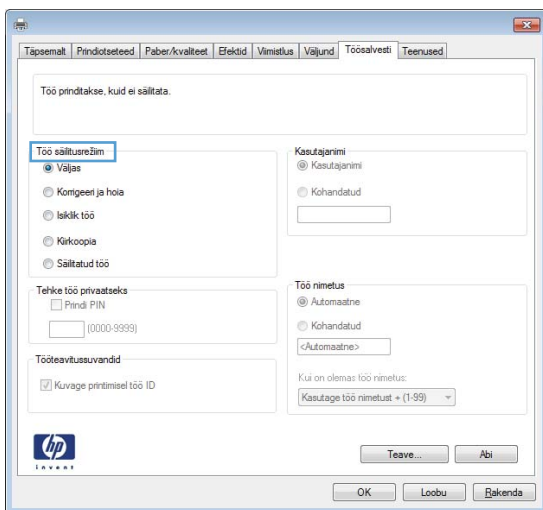 Täpsemalt Prindiotseteed Paber/kvaliteet Efektid Viimistlus Väljund Töösalvesti Teenused
Töö prinditakse, kuid ei säilitata.
Töö säilitusrežiim
Väljas
Korrigeeri ja hoia
Isiklik töö
Kiirkoopia
Säilitatud töö
Kasutajanimi
Kasutajanimi
Kohandatud
Tehke töö privaatseks
Prindi PIN
(0000-9999)
Töö nimetus
Automaatne
Kohandatud
<Automaatne>
Tööteavitussuvandid
Kuvage printimisel töö ID
Kui on olemas töö nimetus:
Kasutage töö nimetust + (1-99)
hp
invent
Teave... Abi
OK Loobu Rakenda